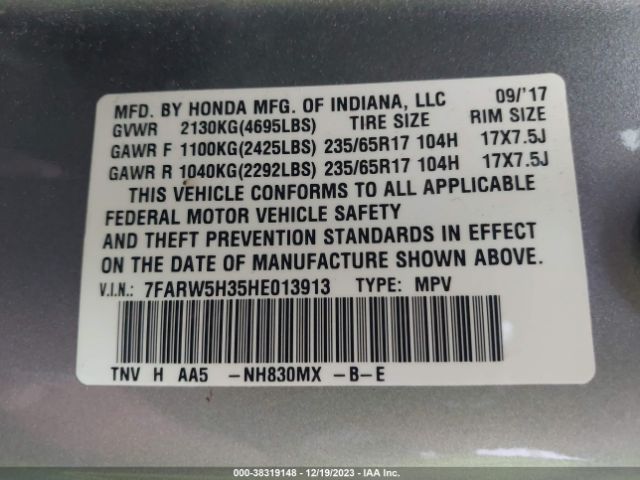 MFD. BY HONDA MFG. OF INDIANA, LLC 09/'17
GVWR 2130KG(4695LBS) TIRE SIZE RIM SIZE
GAWR F 1100KG(2425LBS) 235/65R17 104H 17X7.5J
GAWR R 1040KG(2292LBS) 235/65R17 104H 17X7.5J
THIS VEHICLE CONFORMS TO ALL APPLICABLE
FEDERAL MOTOR VEHICLE SAFETY
AND THEFT PREVENTION STANDARDS IN EFFECT
ON THE DATE OF MANUFACTURE SHOWN ABOVE.
V.I.N.: 7FARW5H35HE013913 TYPE: MPV
TNV H AA5 -NH830MX -B-E
000-38319148 - 12/19/2023 - IAAI.COM